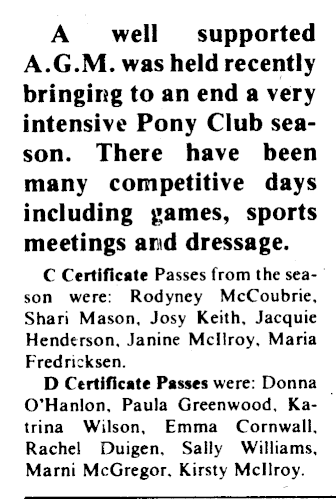 A well supported
A.G.M. was held recently
bringing to an end a very
intensive Pony Club sea-
son. There have been
many competitive days
including games, sports
meetings and dressage.
C Certificate Passes from the sea-
son were: Rodyney McCoubrie,
Shari Mason, Josy Keith, Jacquie
Henderson, Janine McIlroy, Maria
Fredricksen.
D Certificate Passes were: Donna
O'Hanlon, Paula Greenwood, Ka-
trina Wilson, Emma Cornwall,
Rachel Duigen, Sally Williams,
Marni McGregor, Kirsty McIlroy.